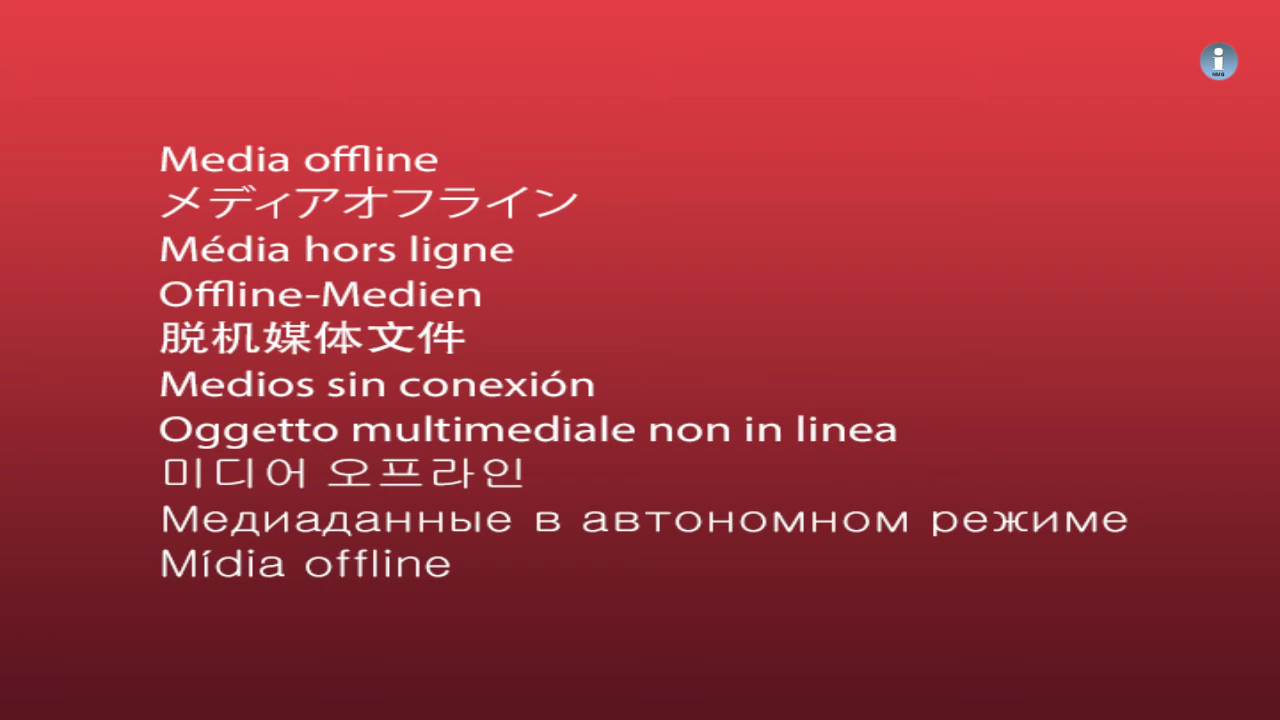 Media offline
メディアオフライン
Média hors ligne
Offline-Medien
脱机媒体文件
Medios sin conexión
Oggetto multimediale non in linea
미디어 오프라인
Медиаданные в автономном режиме
Mídia offline